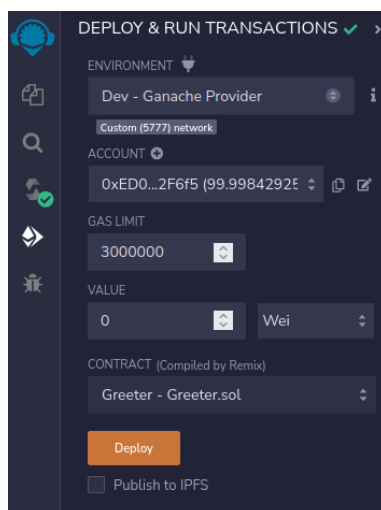 DEPLOY & RUN TRANSACTIONS
ENVIRONMENT
Dev - Ganache Provider
Custom (5777) network
ACCOUNT
0xED0...2F6f5 (99.99842925
GAS LIMIT
3000000
VALUE
0 Wei
CONTRACT (Compiled by Remix)
Greeter - Greeter.sol
Deploy
Publish to IPFS